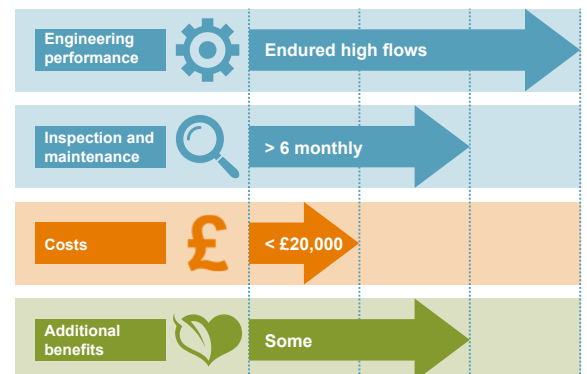 Engineering
performance
Endured high flows
Inspection and
maintenance
> 6 monthly
Costs
£
< £20,000
Additional
benefits
Some